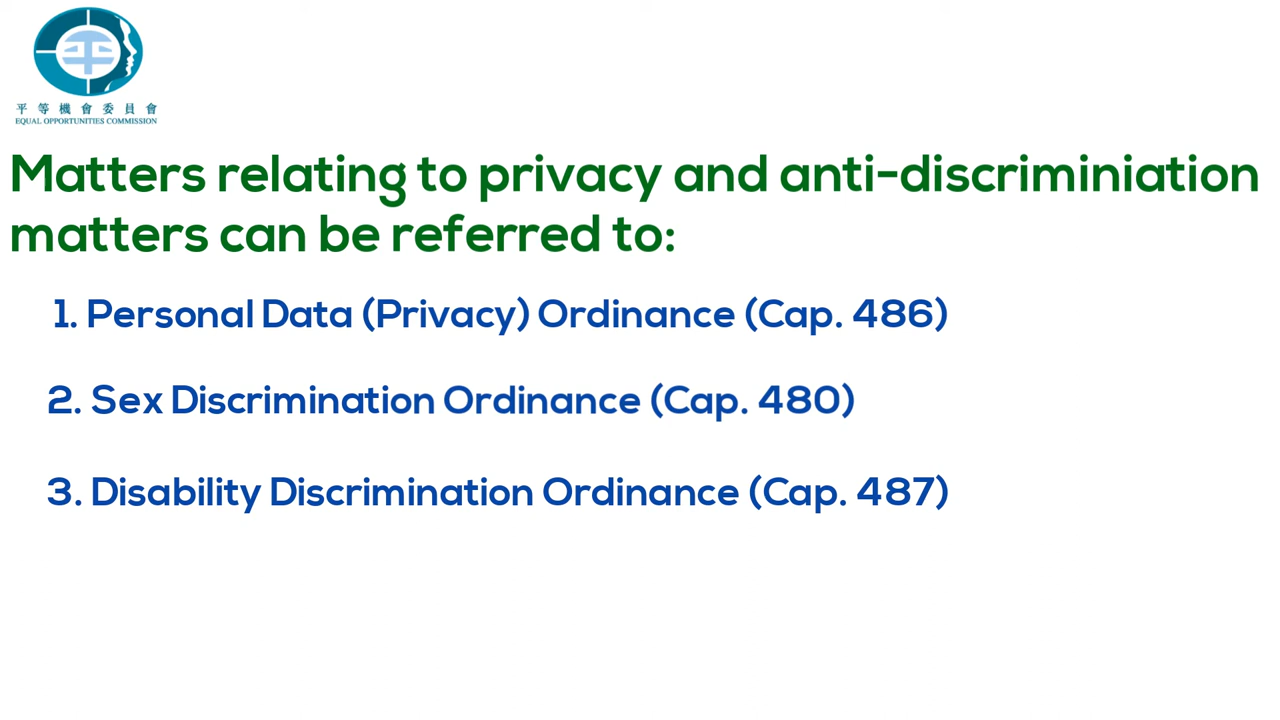 平等機會委員會
EQUAL OPPORTUNITIES COMMISSION
Matters relating to privacy and anti-discriminiation
matters can be referred to:
1. Personal Data (Privacy) Ordinance (Cap. 486)
2. Sex Discrimination Ordinance (Cap. 480)
3. Disability Discrimination Ordinance (Cap. 487)